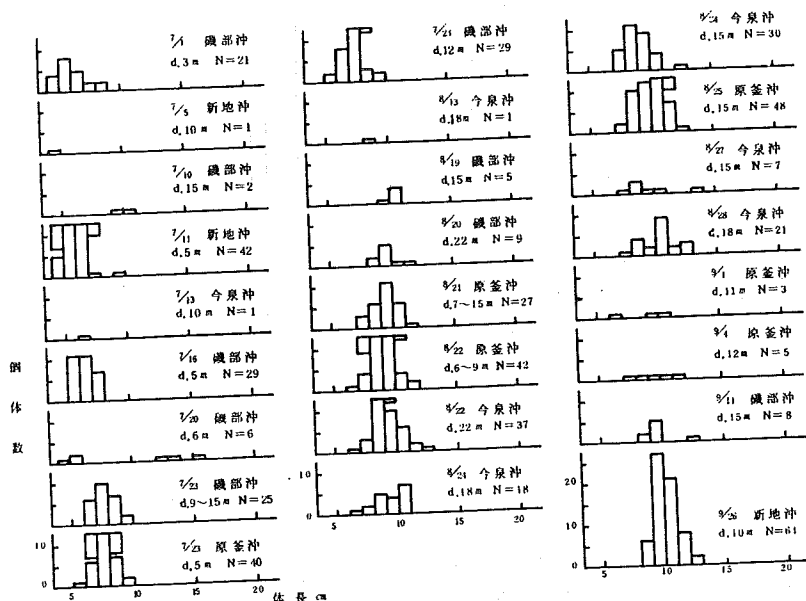 7/1 磯部沖
d.3m N=21
7/5 新地沖
d.10m N=1
7/10 磯部沖
d.15m N=2
7/11 新地沖
d.5m N=42
7/13 今泉沖
d.10m N=1
7/16 磯部沖
d.5m N=29
7/20 磯部沖
d.6m N=6
7/23 磯部沖
d.9~15m N=25
7/23 原釜沖
d.5m N=40
個体数
10
0
5 10 15 20
7/21 磯部沖
d.12m N=29
8/13 今泉沖
d.18m N=1
8/19 磯部沖
d.15m N=5
8/20 磯部沖
d.22m N=9
8/21 原釜沖
d.7~15m N=27
8/22 原釜沖
d.6~9m N=42
8/22 今泉沖
d.22m N=37
8/24 今泉沖
d.18m N=18
10
0
5 10 15 20
体長cm
8/24 今泉沖
d.15m N=30
8/25 原釜沖
d.15m N=48
8/27 今泉沖
d.15m N=7
8/28 今泉沖
d.18m N=21
9/1 原釜沖
d.11m N=3
9/4 原釜沖
d.12m N=5
9/11 磯部沖
d.15m N=8
9/26 新地沖
d.10m N=61
20
10
0
5 10 15 20